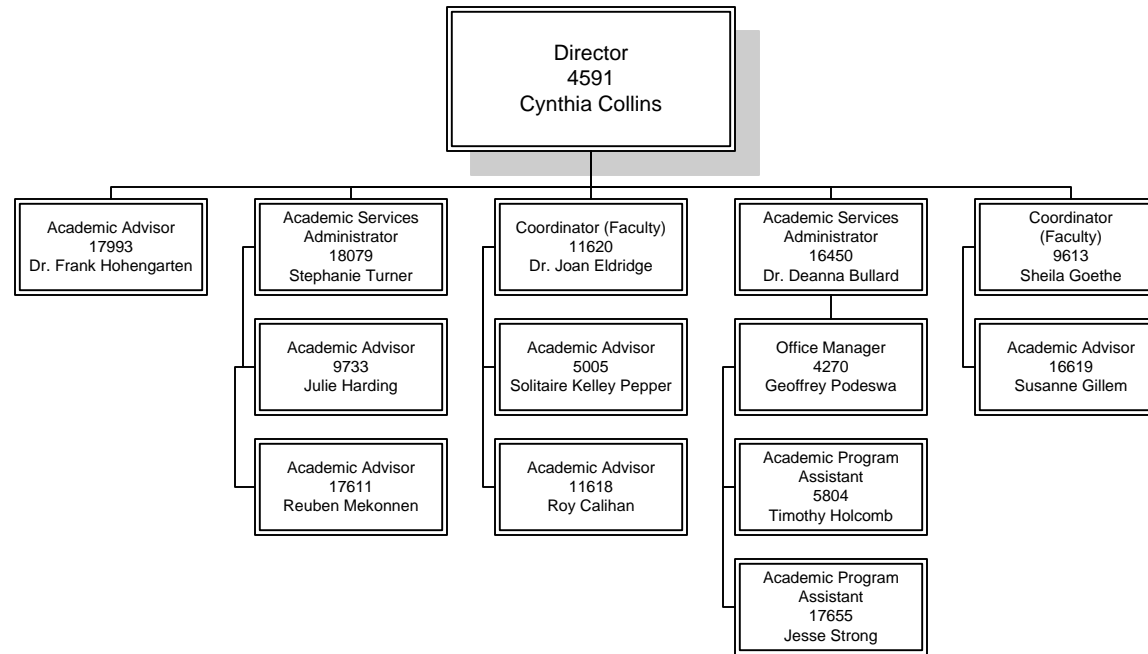 Director
4591
Cynthia Collins
Academic Advisor
17993
Dr. Frank Hohengarten
Academic Services
Administrator
18079
Stephanie Turner
Coordinator (Faculty)
11620
Dr. Joan Eldridge
Academic Services
Administrator
16450
Dr. Deanna Bullard
Coordinator
(Faculty)
9613
Sheila Goethe
Academic Advisor
9733
Julie Harding
Academic Advisor
5005
Solitaire Kelley Pepper
Office Manager
4270
Geoffrey Podeswa
Academic Advisor
16619
Susanne Gillem
Academic Advisor
17611
Reuben Mekonnen
Academic Advisor
11618
Roy Calihan
Academic Program
Assistant
5804
Timothy Holcomb
Academic Program
Assistant
17655
Jesse Strong